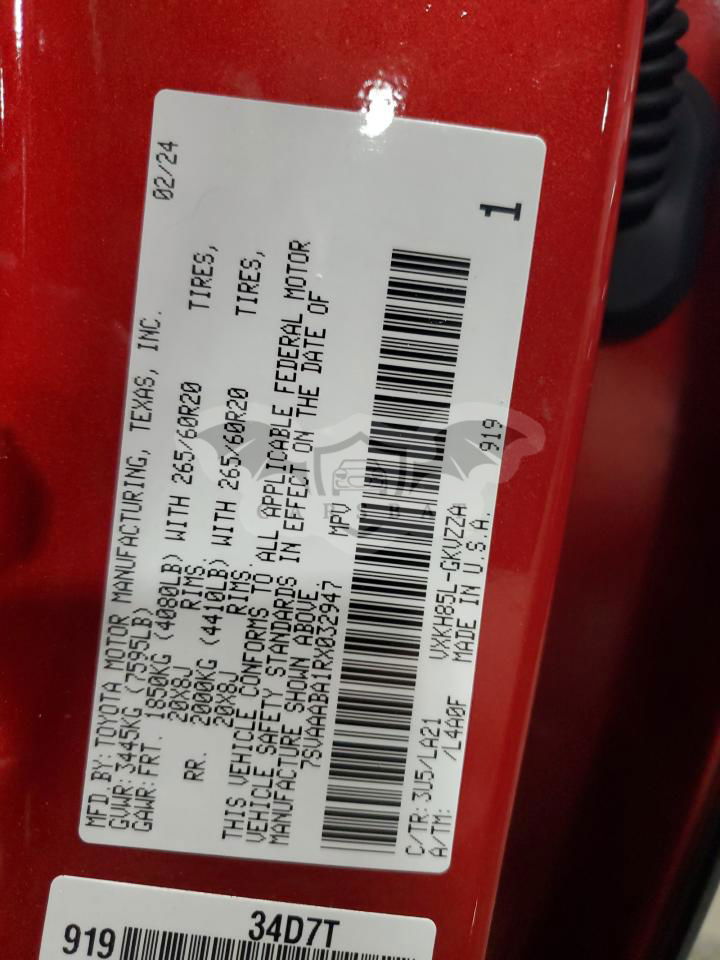 MFD. BY: TOYOTA MOTOR MANUFACTURING, TEXAS, INC. 02/24
GVWR: 3445KG (7595LB)
GAWR: FRT. 1850KG (4080LB) WITH 265/60R20 TIRES,
20X8J RIMS,
RR. 2000KG (4410LB) WITH 265/60R20 TIRES,
20X8J RIMS.
THIS VEHICLE CONFORMS TO ALL APPLICABLE FEDERAL MOTOR
VEHICLE SAFETY STANDARDS IN EFFECT ON THE DATE OF
MANUFACTURE SHOWN ABOVE.
7SVAAABA1RX032947 MPV
1
C/TR: 3U5/LA21 VXKH85L-GKVZZA 919
A/TM: /L4A0F MADE IN U.S.A.
34D7T
919